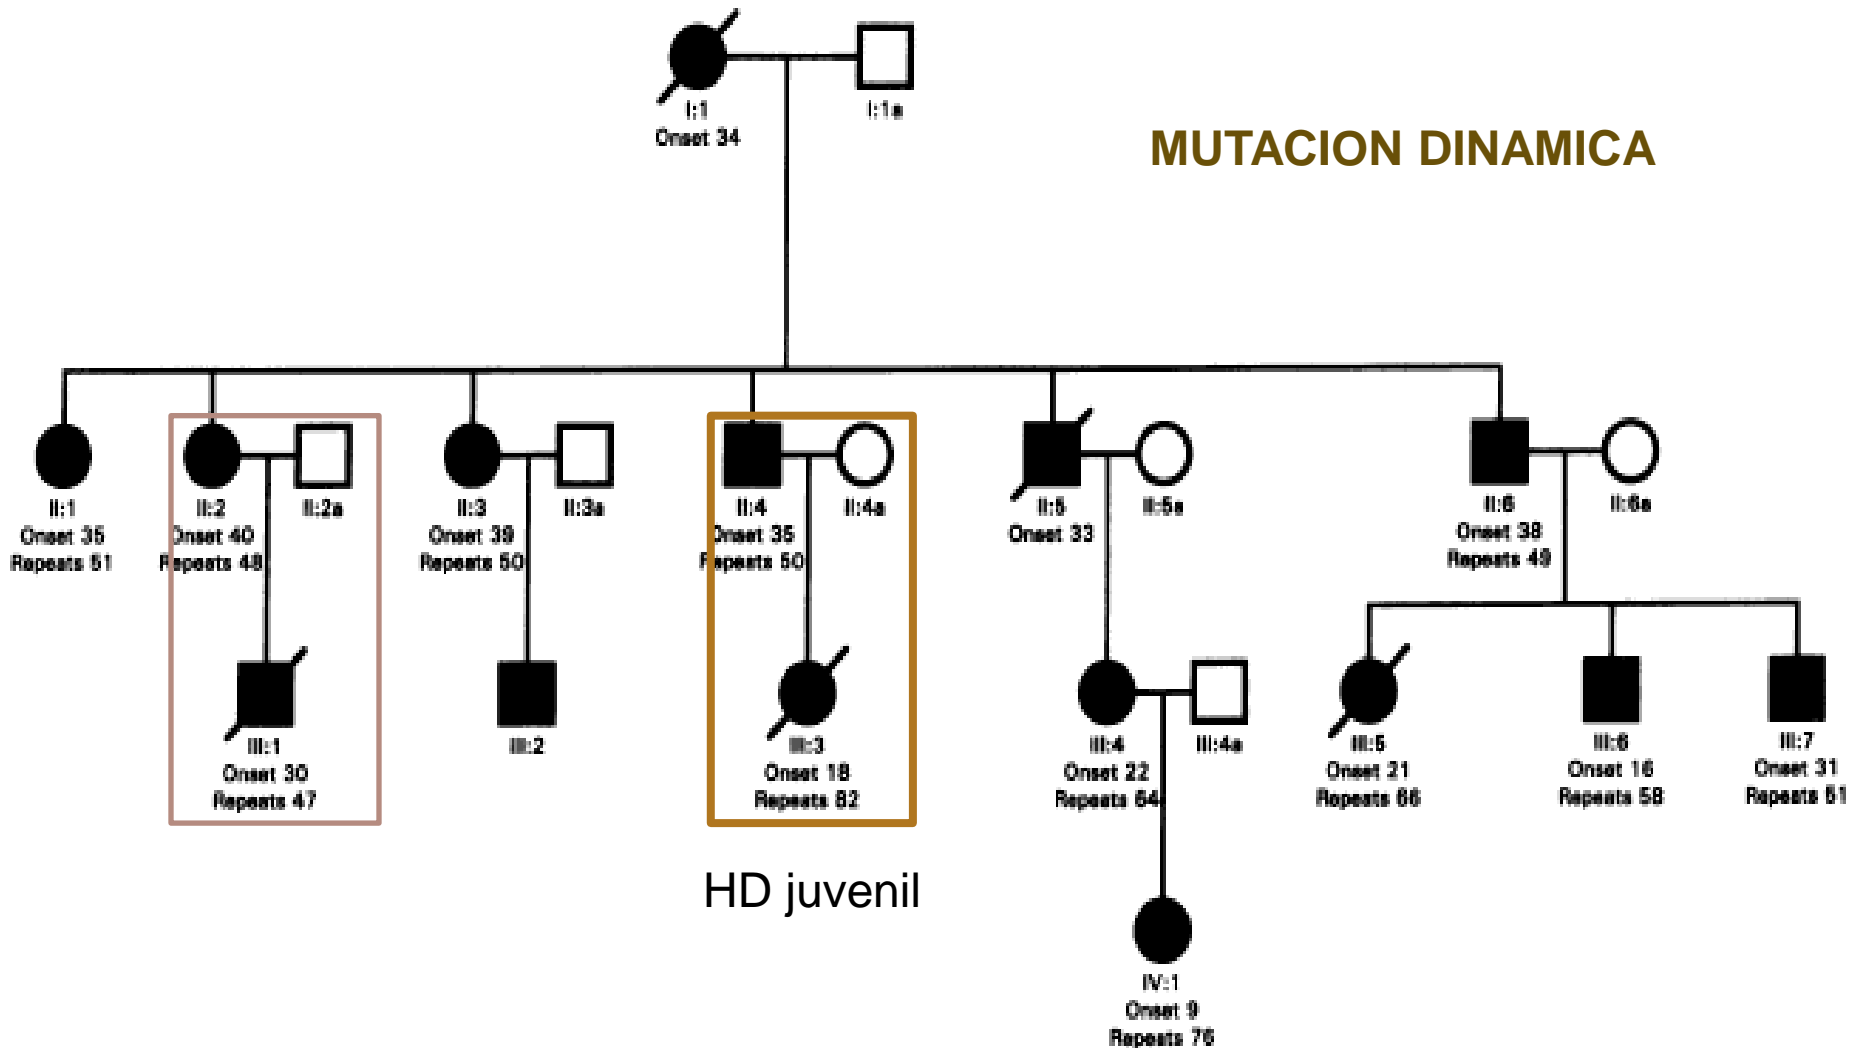 I:1
Onset 34
I:1a
MUTACION DINAMICA
II:1
Onset 35
Repeats 51
II:2
Onset 40
Repeats 48
II:2a
II:3
Onset 39
Repeats 50
II:3a
II:4
Onset 35
Repeats 50
II:4a
II:5
Onset 33
II:5a
II:6
Onset 38
Repeats 49
II:6a
III:1
Onset 30
Repeats 47
III:2
III:3
Onset 18
Repeats 82
III:4
Onset 22
Repeats 64
III:4a
III:5
Onset 21
Repeats 66
III:6
Onset 16
Repeats 58
III:7
Onset 31
Repeats 51
HD juvenil
IV:1
Onset 9
Repeats 76